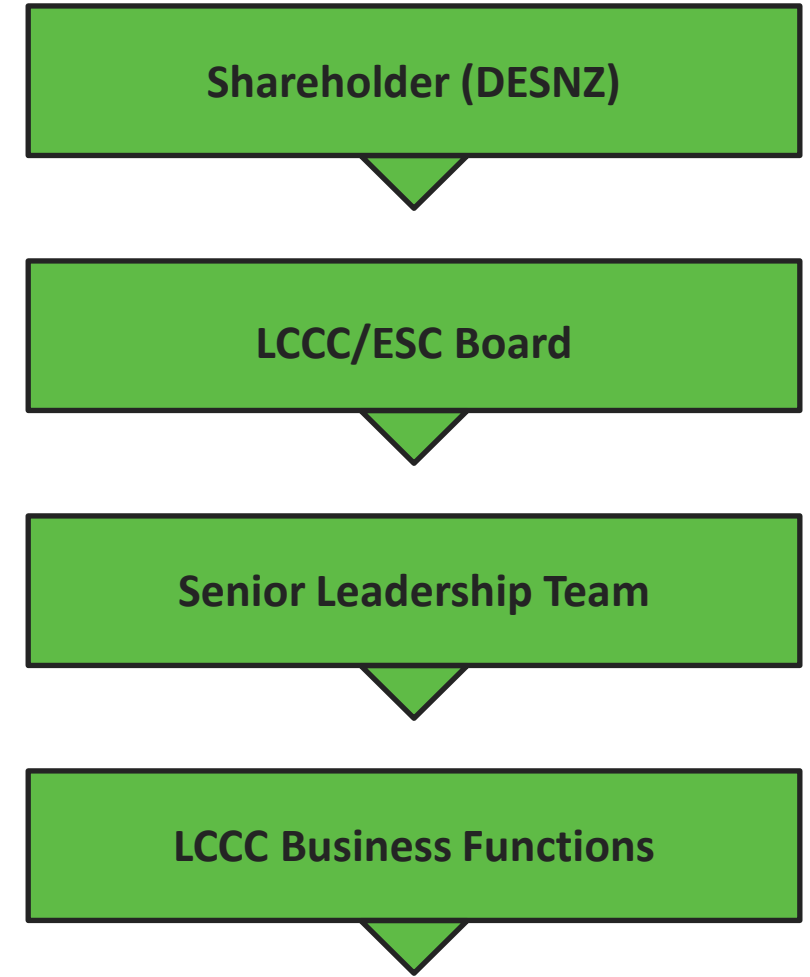 Shareholder (DESNZ)
LCCC/ESC Board
Senior Leadership Team
LCCC Business Functions